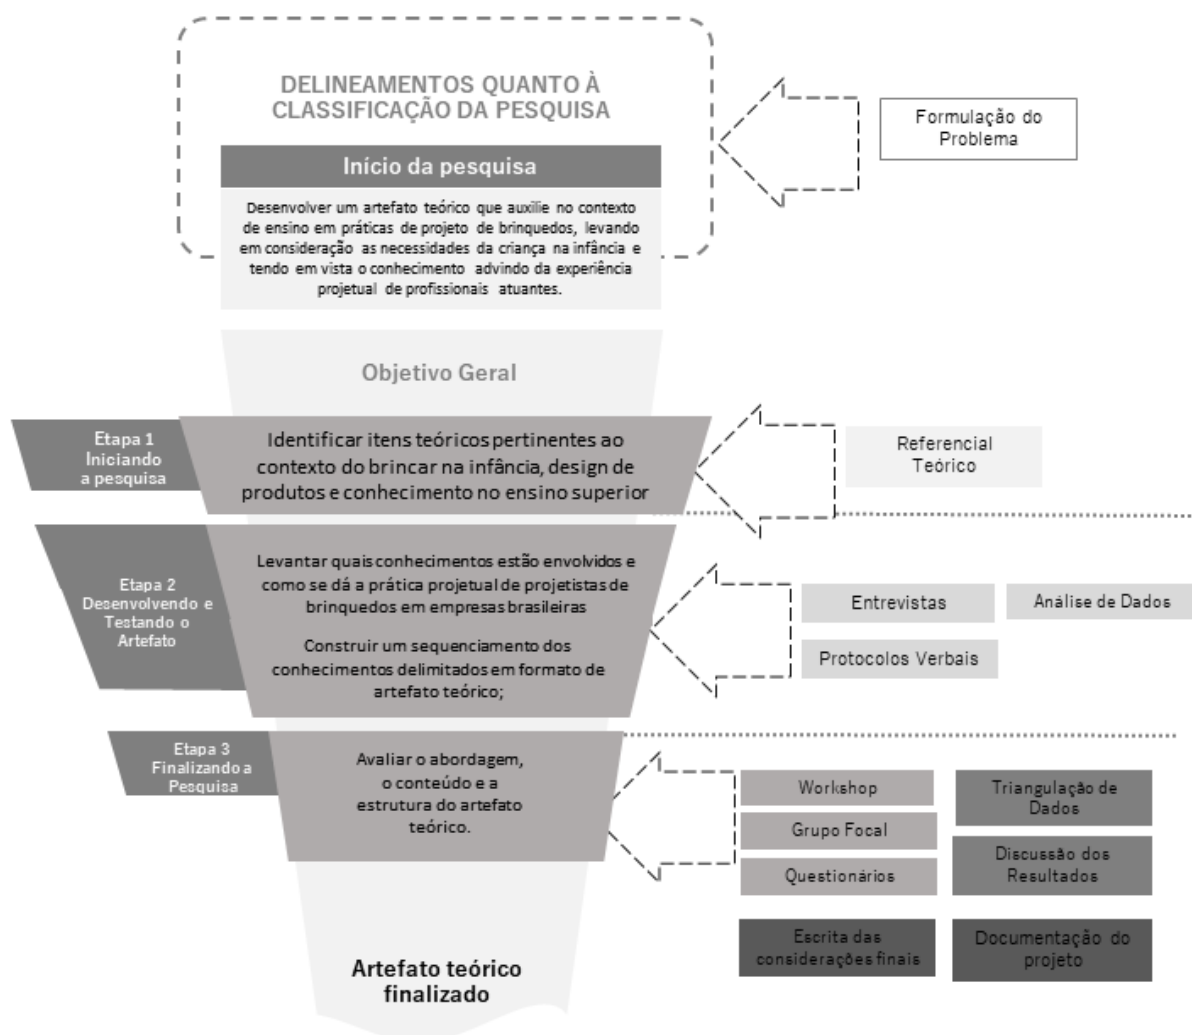 DELINEAMENTOS QUANTO À
CLASSIFICAÇÃO DA PESQUISA
Início da pesquisa
Desenvolver um artefato teórico que auxilie no contexto
de ensino em práticas de projeto de brinquedos, levando
em consideração as necessidades da criança na infância e
tendo em vista o conhecimento advindo da experiência
projetual de profissionais atuantes.
Formulação do
Problema
Objetivo Geral
Etapa 1
Iniciando
a pesquisa
Identificar itens teóricos pertinentes ao
contexto do brincar na infância, design de
produtos e conhecimento no ensino superior
Referencial
Teórico
Etapa 2
Desenvolvendo e
Testando o
Artefato
Levantar quais conhecimentos estão envolvidos e
como se dá a prática projetual de projetistas de
brinquedos em empresas brasileiras
Construir um sequenciamento dos
conhecimentos delimitados em formato de
artefato teórico;
Entrevistas
Análise de Dados
Protocolos Verbais
Etapa 3
Finalizando a
Pesquisa
Avaliar o abordagem,
o conteúdo e a
estrutura do artefato
teórico.
Workshop
Grupo Focal
Questionários
Triangulação de
Dados
Discussão dos
Resultados
Escrita das
considerações finais
Documentação do
projeto
Artefato teórico
finalizado